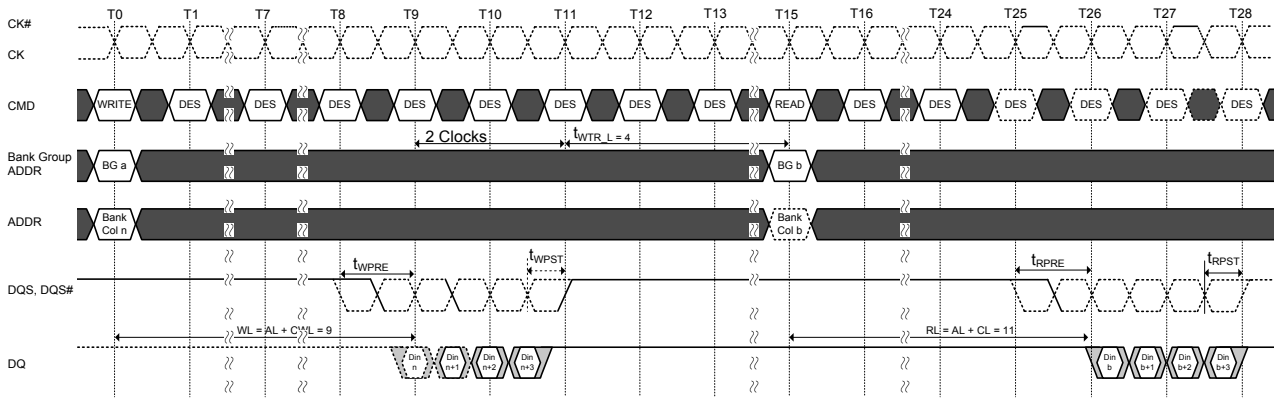 T0 T1 T7 T8 T9 T10 T11 T12 T13 T15 T16 T24 T25 T26 T27 T28
CK#
CK
CMD WRITE DES DES DES DES DES DES DES DES READ DES DES DES DES DES DES
2 Clocks tWTR_L = 4
Bank Group
ADDR BG a BG b
ADDR Bank
Col n Bank
Col b
tWPRE tWPST tRPRE tRPST
DQS, DQS#
WL = AL + CWL = 9 RL = AL + CL = 11
DQ Din
n Din
n+1 Din
n+2 Din
n+3 Din
b Din
b+1 Din
b+2 Din
b+3